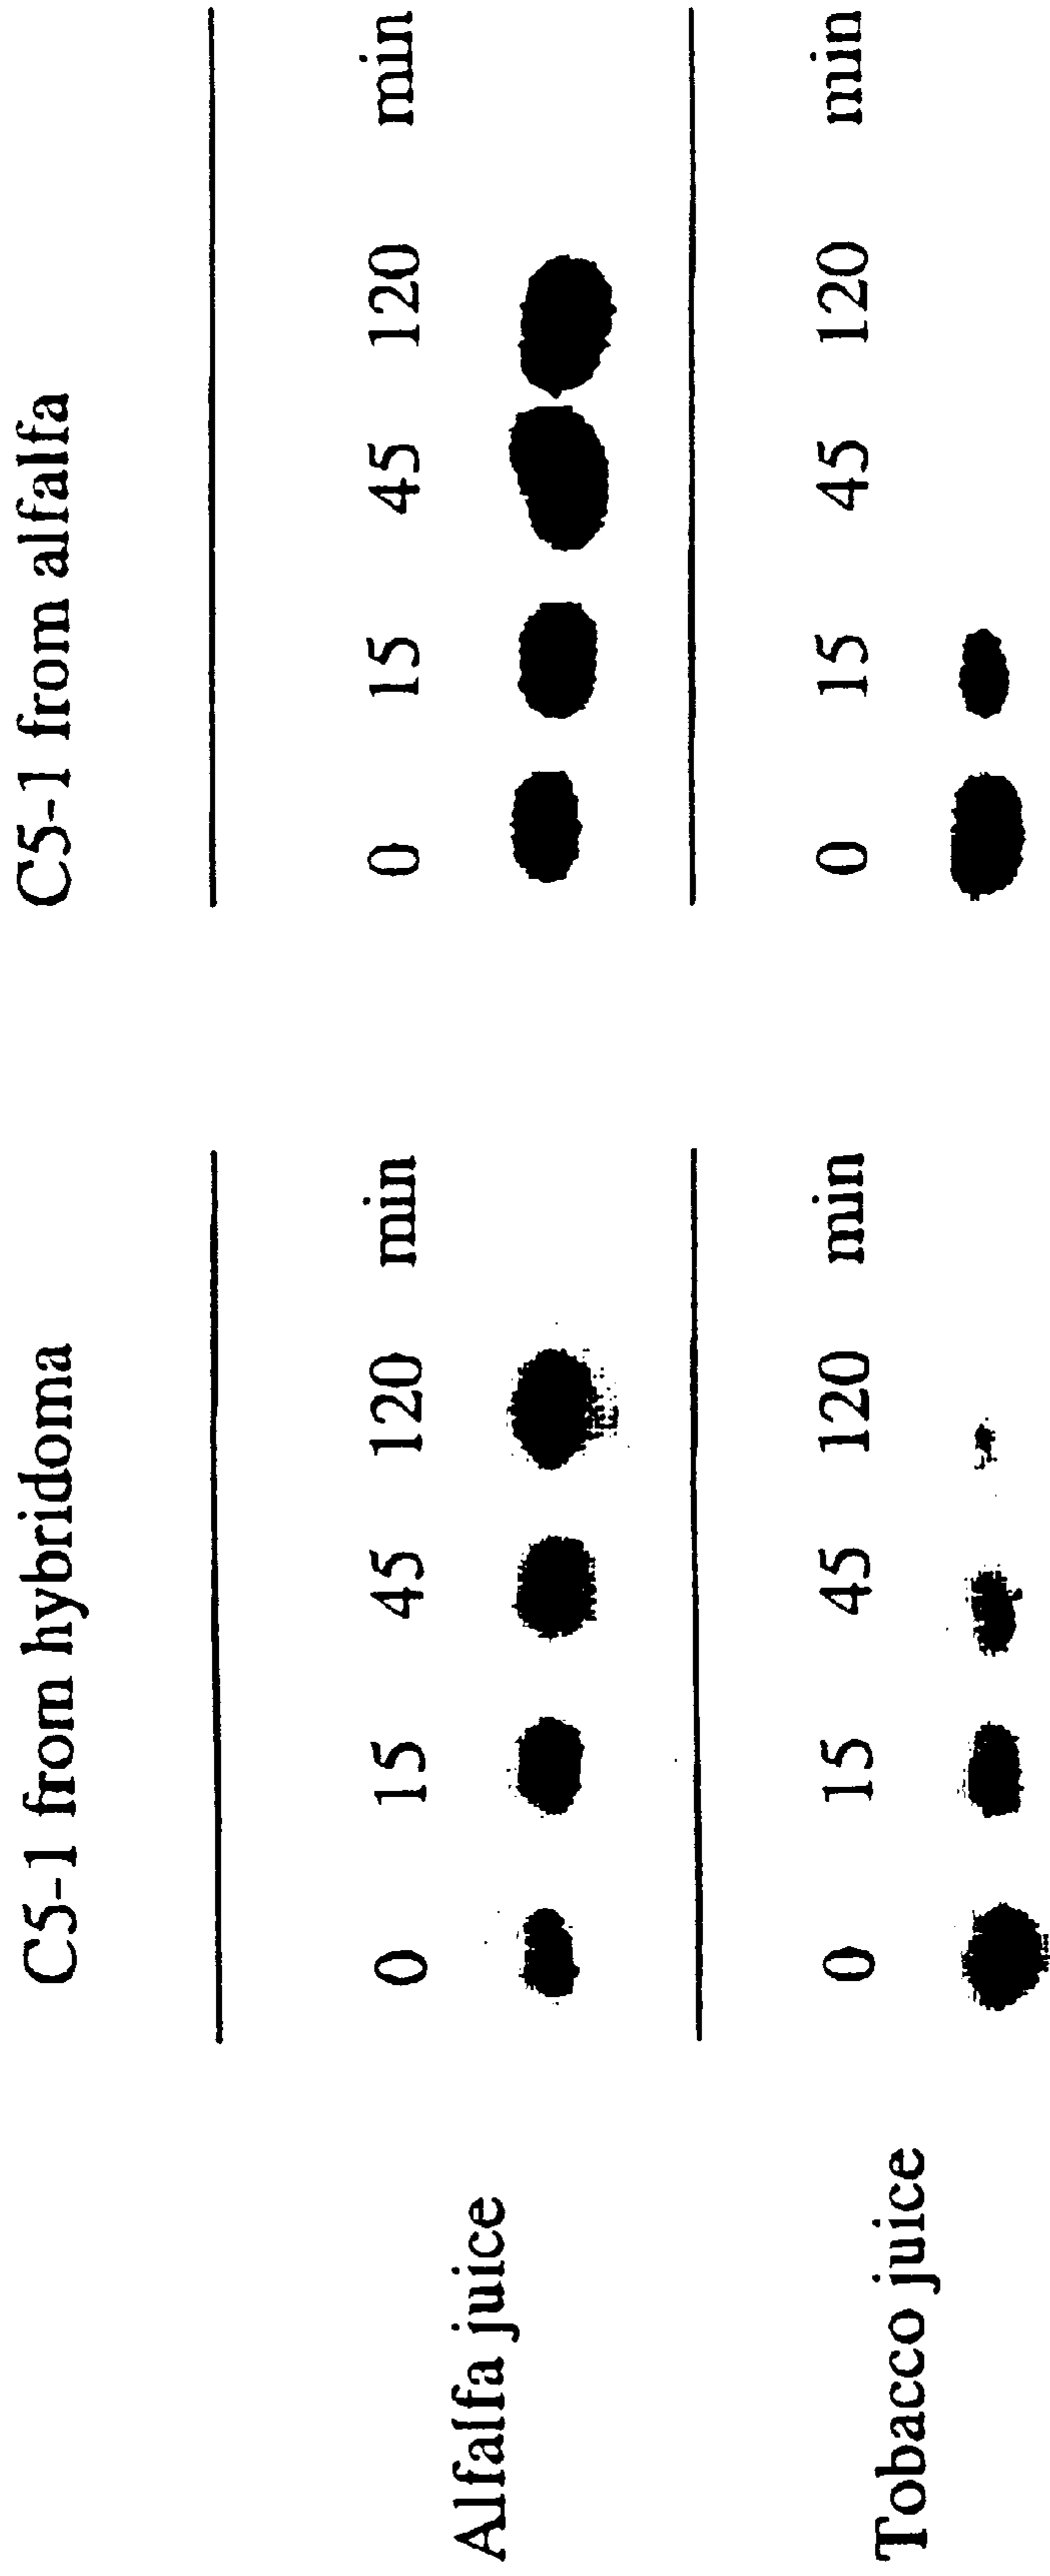 C5-1 from hybridoma C5-1 from alfalfa
0 15 45 120 min 0 15 45 120 min
Alfalfa juice
0 15 45 120 min 0 15 45 120 min
Tobacco juice